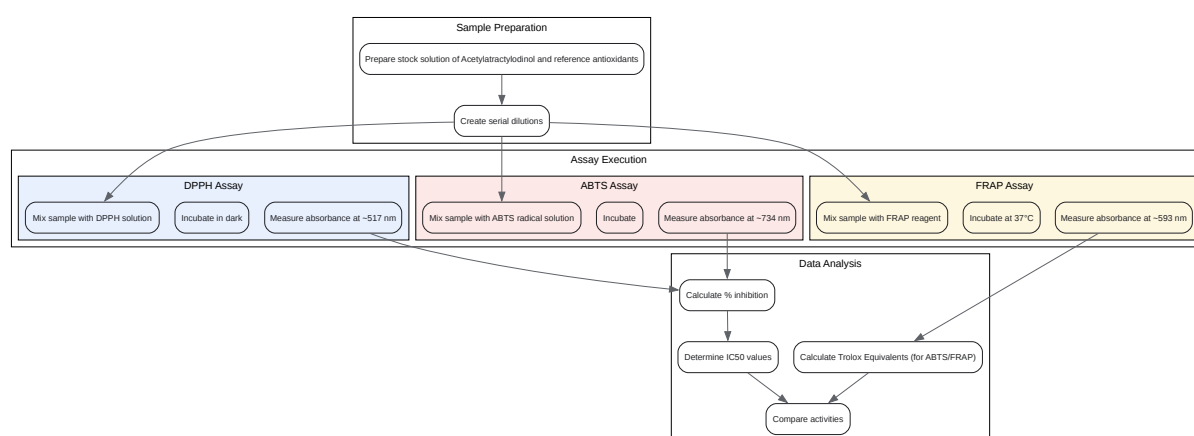 Sample Preparation
Prepare stock solution of Acetylatractylodinol and reference antioxidants
Create serial dilutions
Assay Execution
DPPH Assay
Mix sample with DPPH solution
Incubate in dark
Measure absorbance at ~517 nm
ABTS Assay
Mix sample with ABTS radical solution
Incubate
Measure absorbance at ~734 nm
FRAP Assay
Mix sample with FRAP reagent
Incubate at 37°C
Measure absorbance at ~593 nm
Data Analysis
Calculate % inhibition
Determine IC50 values
Calculate Trolox Equivalents (for ABTS/FRAP)
Compare activities